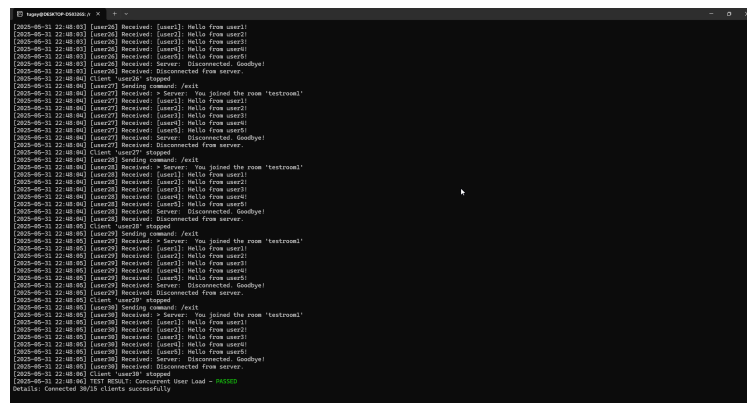 tugay@DESKTOP-DS03265: /r
[2025-05-31 22:48:03] [user26] Received: [user1]: Hello from user1!
[2025-05-31 22:48:03] [user26] Received: [user2]: Hello from user2!
[2025-05-31 22:48:03] [user26] Received: [user3]: Hello from user3!
[2025-05-31 22:48:03] [user26] Received: [user4]: Hello from user4!
[2025-05-31 22:48:03] [user26] Received: [user5]: Hello from user5!
[2025-05-31 22:48:03] [user26] Received: Server:  Disconnected. Goodbye!
[2025-05-31 22:48:03] [user26] Received: Disconnected from server.
[2025-05-31 22:48:04] Client 'user26' stopped
[2025-05-31 22:48:04] [user27] Sending command: /exit
[2025-05-31 22:48:04] [user27] Received: > Server:  You joined the room 'testroom1'
[2025-05-31 22:48:04] [user27] Received: [user1]: Hello from user1!
[2025-05-31 22:48:04] [user27] Received: [user2]: Hello from user2!
[2025-05-31 22:48:04] [user27] Received: [user3]: Hello from user3!
[2025-05-31 22:48:04] [user27] Received: [user4]: Hello from user4!
[2025-05-31 22:48:04] [user27] Received: [user5]: Hello from user5!
[2025-05-31 22:48:04] [user27] Received: Server:  Disconnected. Goodbye!
[2025-05-31 22:48:04] [user27] Received: Disconnected from server.
[2025-05-31 22:48:04] Client 'user27' stopped
[2025-05-31 22:48:04] [user28] Sending command: /exit
[2025-05-31 22:48:04] [user28] Received: > Server:  You joined the room 'testroom1'
[2025-05-31 22:48:04] [user28] Received: [user1]: Hello from user1!
[2025-05-31 22:48:04] [user28] Received: [user2]: Hello from user2!
[2025-05-31 22:48:04] [user28] Received: [user3]: Hello from user3!
[2025-05-31 22:48:04] [user28] Received: [user4]: Hello from user4!
[2025-05-31 22:48:04] [user28] Received: [user5]: Hello from user5!
[2025-05-31 22:48:04] [user28] Received: Server:  Disconnected. Goodbye!
[2025-05-31 22:48:04] [user28] Received: Disconnected from server.
[2025-05-31 22:48:05] Client 'user28' stopped
[2025-05-31 22:48:05] [user29] Sending command: /exit
[2025-05-31 22:48:05] [user29] Received: > Server:  You joined the room 'testroom1'
[2025-05-31 22:48:05] [user29] Received: [user1]: Hello from user1!
[2025-05-31 22:48:05] [user29] Received: [user2]: Hello from user2!
[2025-05-31 22:48:05] [user29] Received: [user3]: Hello from user3!
[2025-05-31 22:48:05] [user29] Received: [user4]: Hello from user4!
[2025-05-31 22:48:05] [user29] Received: [user5]: Hello from user5!
[2025-05-31 22:48:05] [user29] Received: Server:  Disconnected. Goodbye!
[2025-05-31 22:48:05] [user29] Received: Disconnected from server.
[2025-05-31 22:48:05] Client 'user29' stopped
[2025-05-31 22:48:05] [user30] Sending command: /exit
[2025-05-31 22:48:05] [user30] Received: > Server:  You joined the room 'testroom1'
[2025-05-31 22:48:05] [user30] Received: [user1]: Hello from user1!
[2025-05-31 22:48:05] [user30] Received: [user2]: Hello from user2!
[2025-05-31 22:48:05] [user30] Received: [user3]: Hello from user3!
[2025-05-31 22:48:05] [user30] Received: [user4]: Hello from user4!
[2025-05-31 22:48:05] [user30] Received: [user5]: Hello from user5!
[2025-05-31 22:48:05] [user30] Received: Server:  Disconnected. Goodbye!
[2025-05-31 22:48:05] [user30] Received: Disconnected from server.
[2025-05-31 22:48:06] Client 'user30' stopped
[2025-05-31 22:48:06] TEST RESULT: Concurrent User Load - PASSED
Details: Connected 30/15 clients successfully